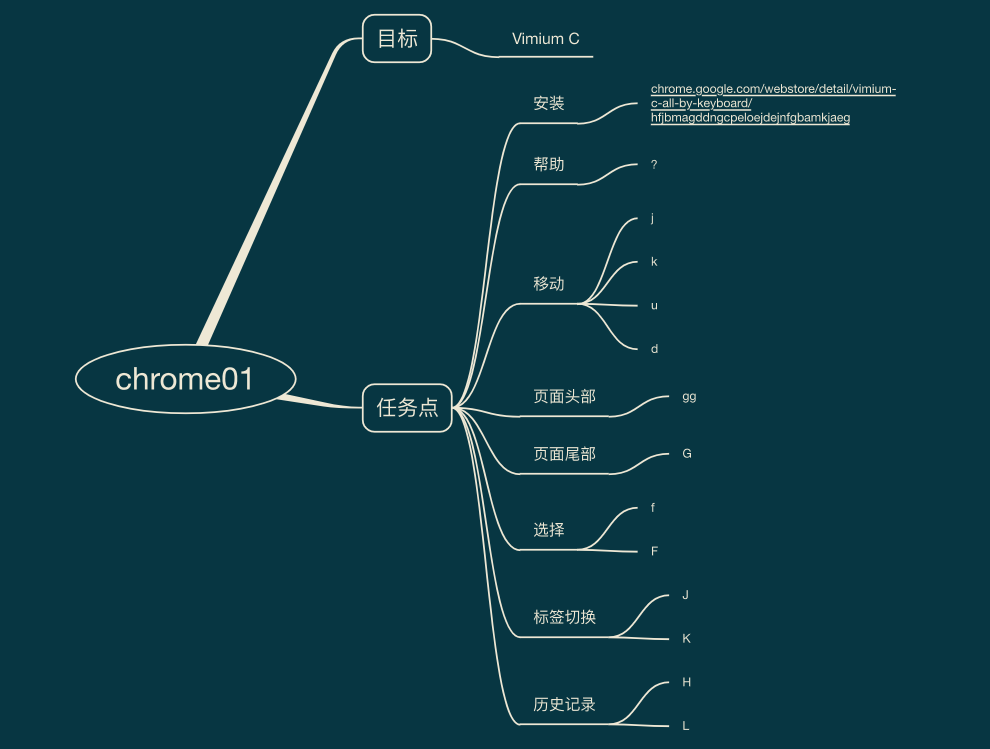 目标
Vimium C
安装
chrome.google.com/webstore/detail/vimium-
c-all-by-keyboard/
hfjbmagddngcpeloejdejnfgbamkjaeg
帮助
?
移动
j
k
u
d
chrome01
任务点
页面头部
gg
页面尾部
G
选择
f
F
标签切换
J
K
历史记录
H
L